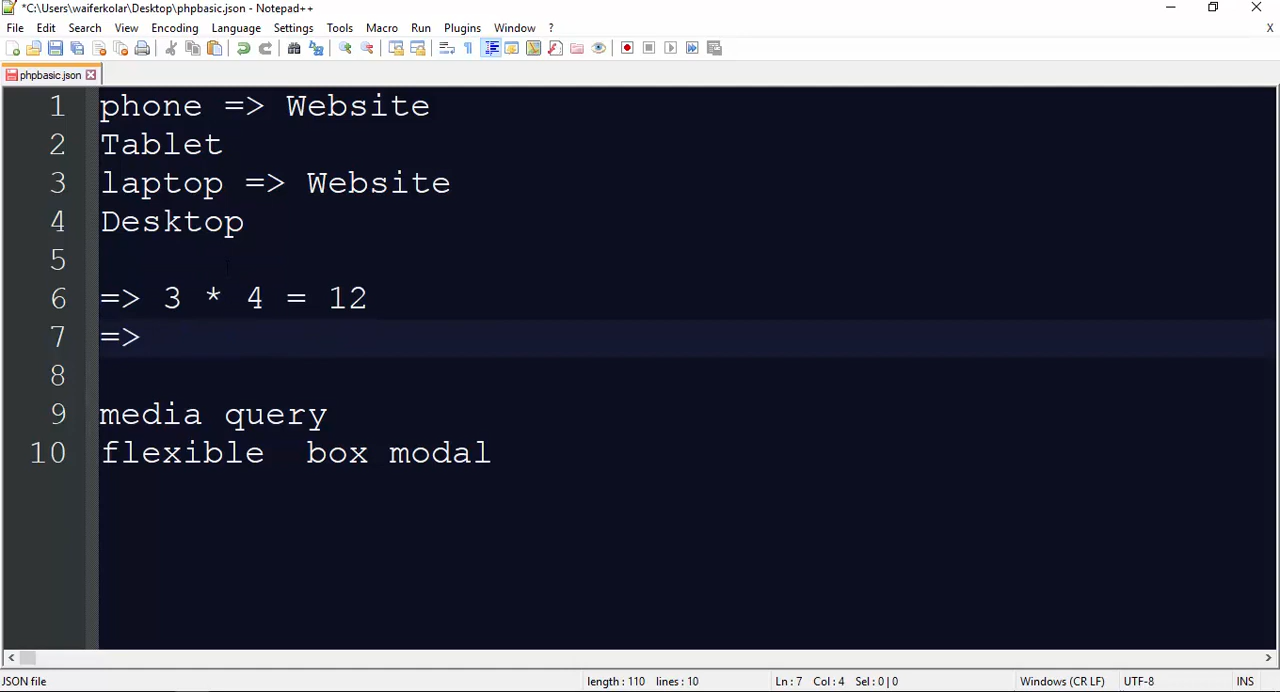 *C:\Users\waiferkolar\Desktop\phpbasic.json - Notepad++
File Edit Search View Encoding Language Settings Tools Macro Run Plugins Window ? X
phpbasic.json
1 phone => Website
2 Tablet
3 laptop => Website
4 Desktop
5
6 => 3 * 4 = 12
7 =>
8
9 media query
10 flexible  box modal
JSON file length : 110 lines : 10 Ln : 7 Col : 4 Sel : 0 | 0 Windows (CR LF) UTF-8 INS